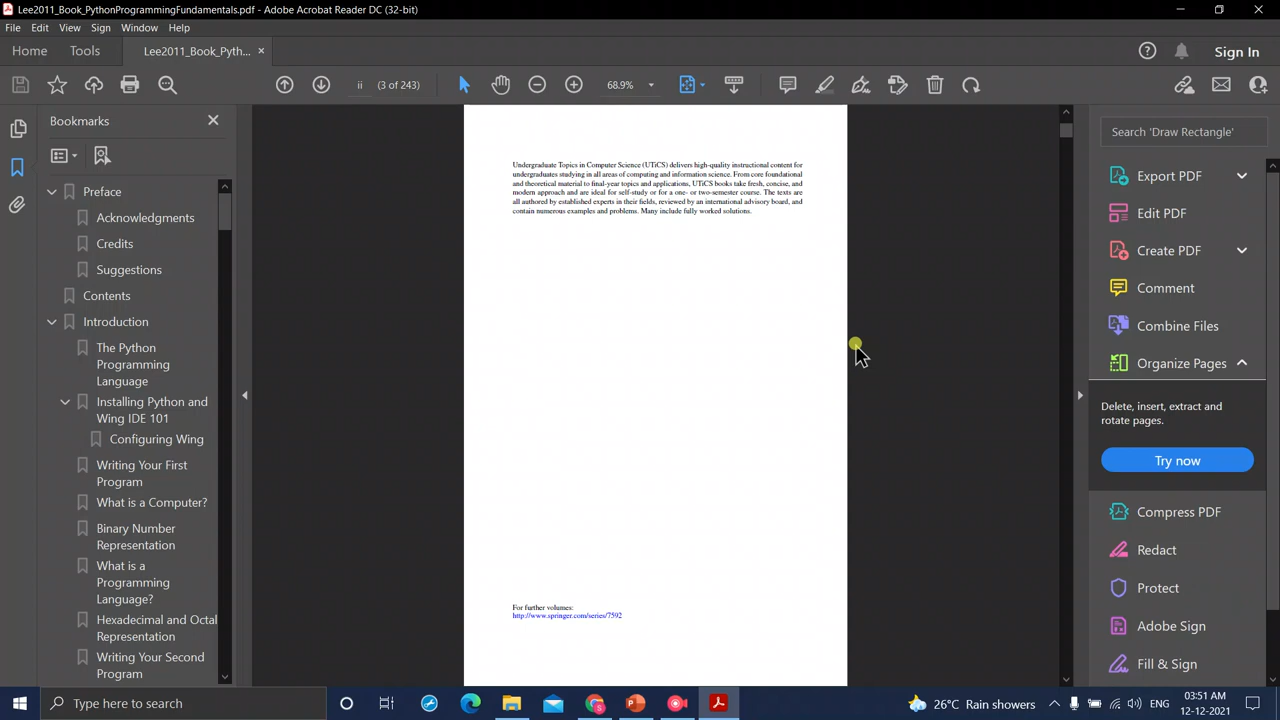 Lee2011_Book_PythonProgrammingFundamentals.pdf - Adobe Acrobat Reader DC (32-bit)
File Edit View Sign Window Help
Home Tools Lee2011_Book_Pyth... × Sign In
ii (3 of 243) 68.9%
Bookmarks
Preface
Acknowledgments
Credits
Suggestions
Contents
Introduction
The Python
Programming
Language
Installing Python and
Wing IDE 101
Configuring Wing
Writing Your First
Program
What is a Computer?
Binary Number
Representation
What is a
Programming
Language?
Hexadecimal and Octal
Representation
Writing Your Second
Program
Undergraduate Topics in Computer Science (UTiCS) delivers high-quality instructional content for
undergraduates studying in all areas of computing and information science. From core foundational
and theoretical material to final-year topics and applications, UTiCS books take fresh, concise, and
modern approach and are ideal for self-study or for a one- or two-semester course. The texts are
all authored by established experts in their fields, reviewed by an international advisory board, and
contain numerous examples and problems. Many include fully worked solutions.
For further volumes:
http://www.springer.com/series/7592
Search 'Draw Rectangle'
Export PDF
Edit PDF
Create PDF
Comment
Combine Files
Organize Pages
Delete, insert, extract and
rotate pages.
Try now
Compress PDF
Redact
Protect
Adobe Sign
Fill & Sign
Type here to search
25°C Rain showers ENG 03:51 AM
12-12-2021